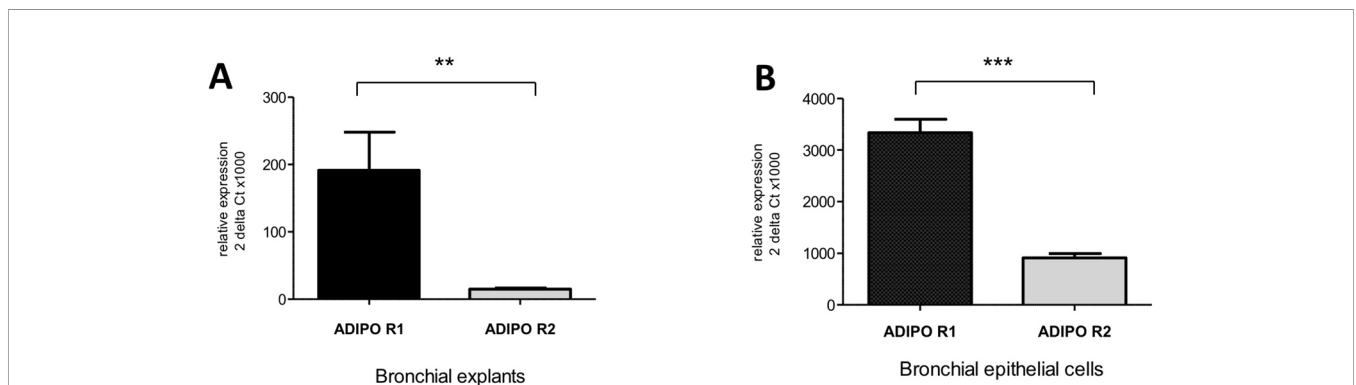 A
**
300
200
100
0
relative expression
2 delta Ct x1000
ADIPO R1
ADIPO R2
Bronchial explants
B
***
4000
3000
2000
1000
0
relative expression
2 delta Ct x1000
ADIPO R1
ADIPO R2
Bronchial epithelial cells